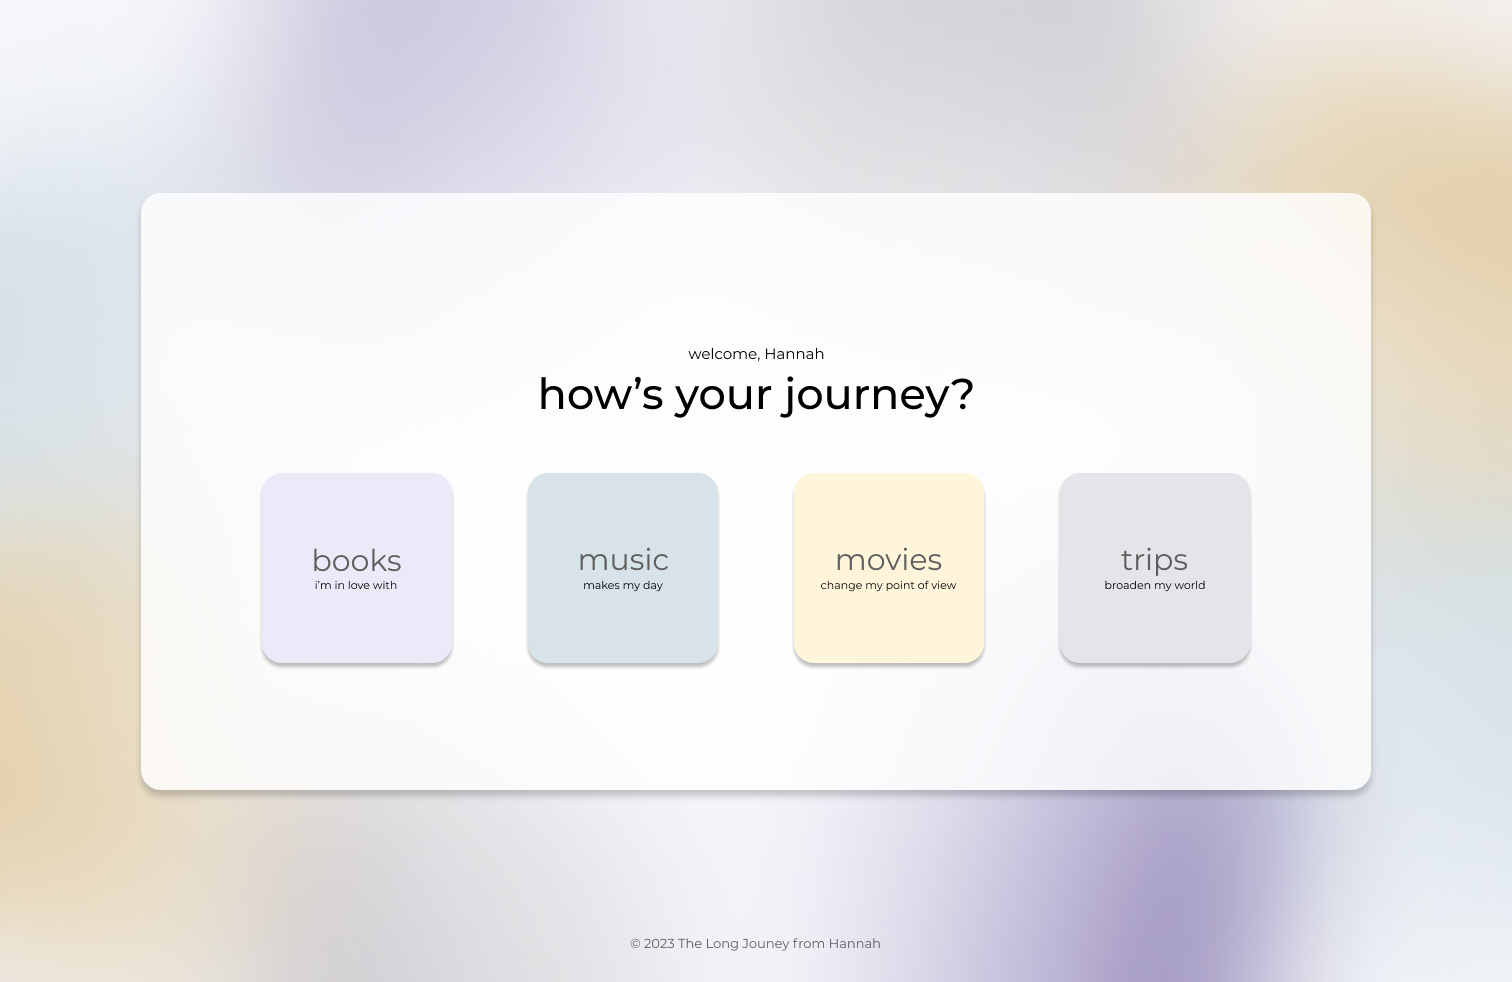 welcome, Hannah
how’s your journey?
books
i’m in love with
music
makes my day
movies
change my point of view
trips
broaden my world
© 2023 The Long Jouney from Hannah